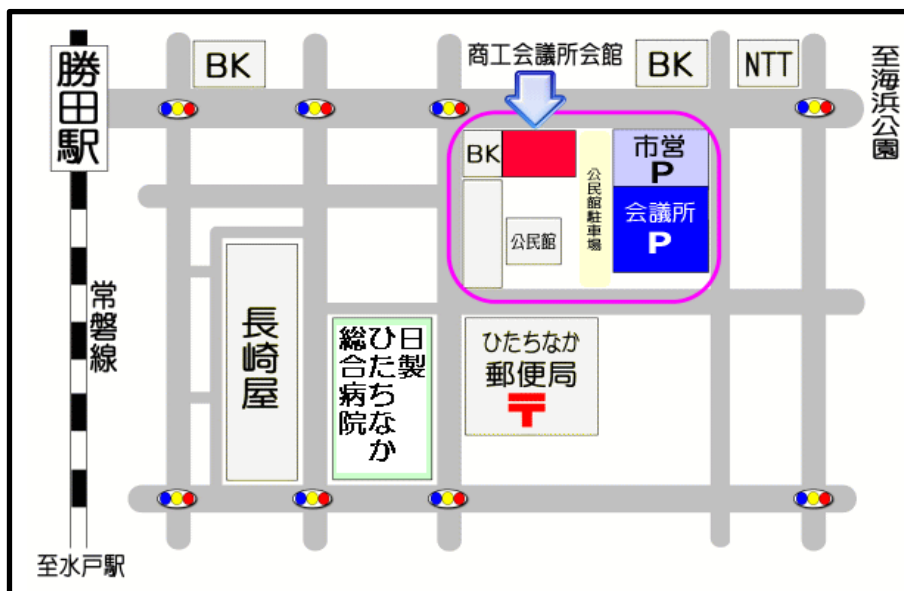 勝田駅
BK
商工会議所会館
BK
NTT
至海浜公園
BK
市営
P
公民館駐車場
会議所
P
公民館
常磐線
長崎屋
日製
ひたちなか
総合病院
ひたちなか
郵便局
〒
至水戸駅